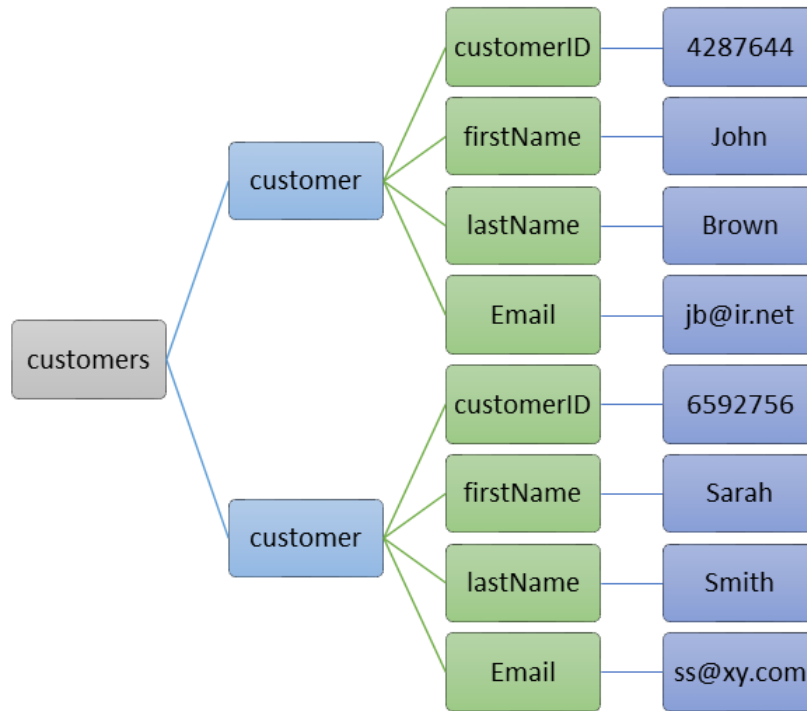 customers
customer
customerID
4287644
firstName
John
lastName
Brown
Email
jb@ir.net
customer
customerID
6592756
firstName
Sarah
lastName
Smith
Email
ss@xy.com